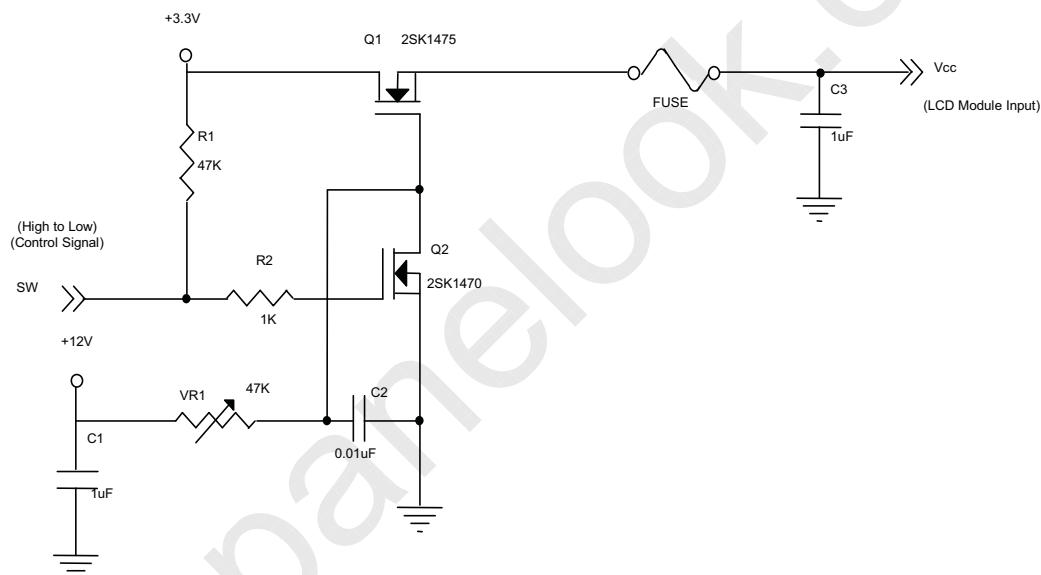 +3.3V
Q1 2SK1475
Vcc
FUSE
C3
(LCD Module Input)
R1
1uF
47K
(High to Low)
(Control Signal)
Q2
R2
SW
2SK1470
1K
+12V
VR1
47K
C2
C1
0.01uF
1uF
panelook.c